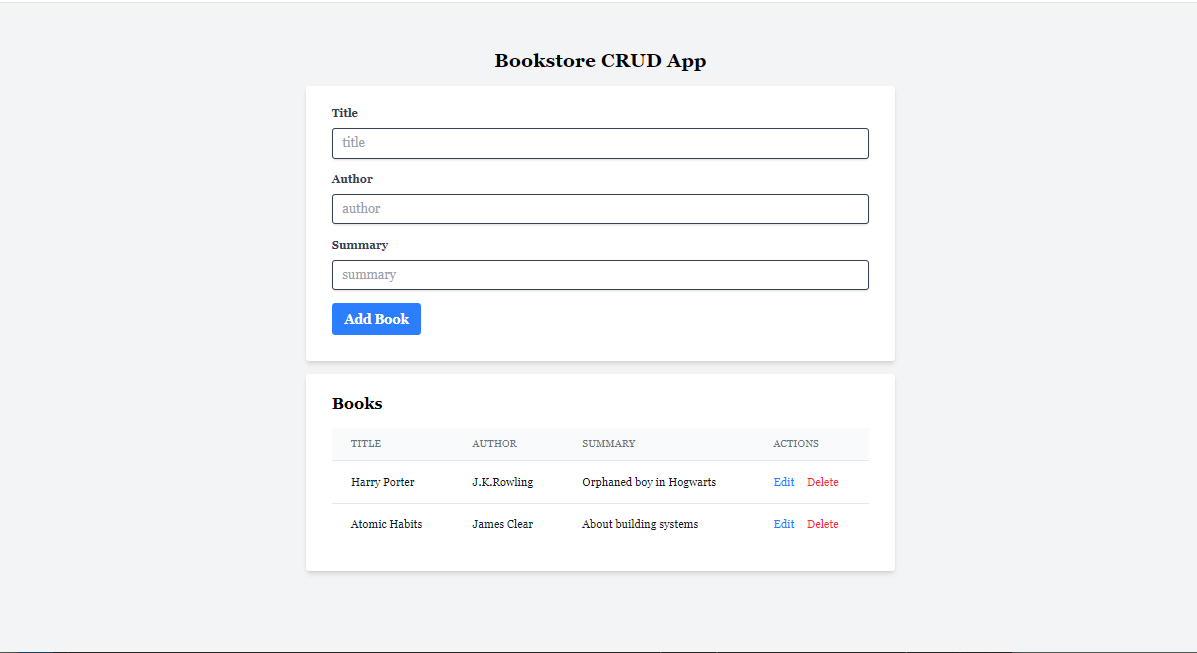 Bookstore CRUD App
Title
title
Author
author
Summary
summary
Add Book
Books
TITLE AUTHOR SUMMARY ACTIONS
Harry Porter J.K.Rowling Orphaned boy in Hogwarts Edit Delete
Atomic Habits James Clear About building systems Edit Delete